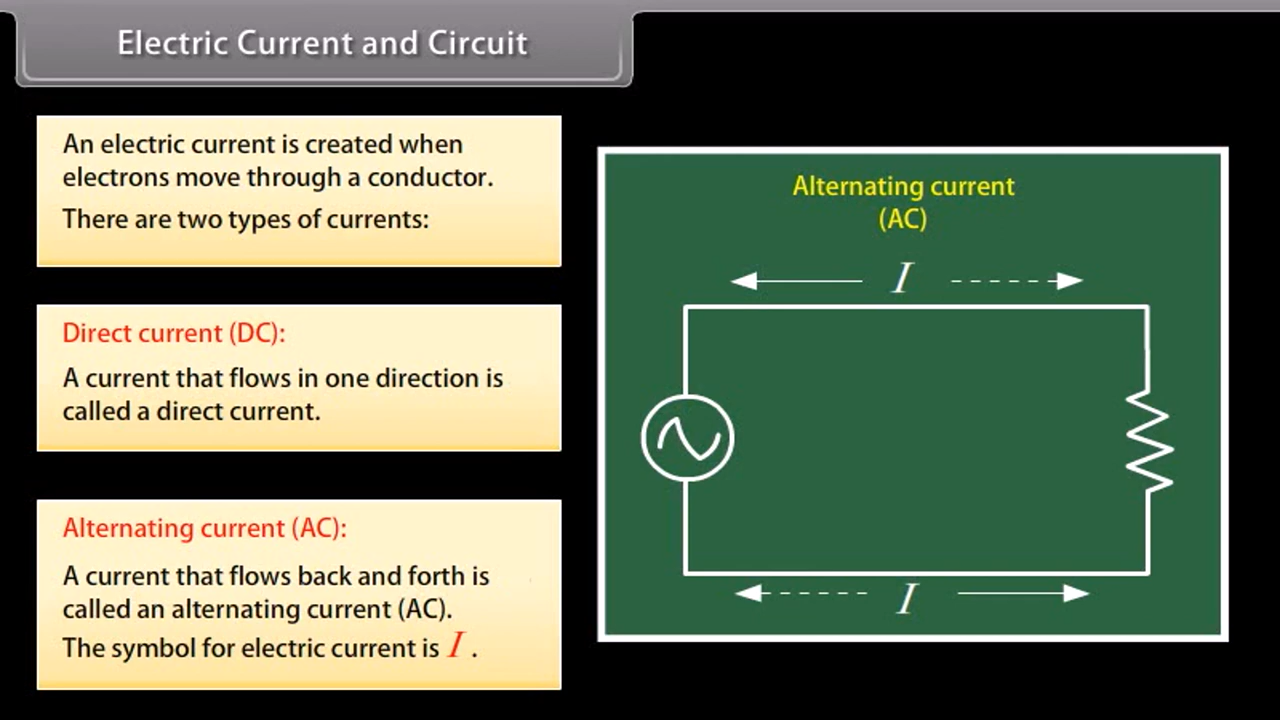 Electric Current and Circuit
An electric current is created when
electrons move through a conductor.
There are two types of currents:
Direct current (DC):
A current that flows in one direction is
called a direct current.
Alternating current (AC):
A current that flows back and forth is
called an alternating current (AC).
The symbol for electric current is I .
Alternating current
(AC)
I
I